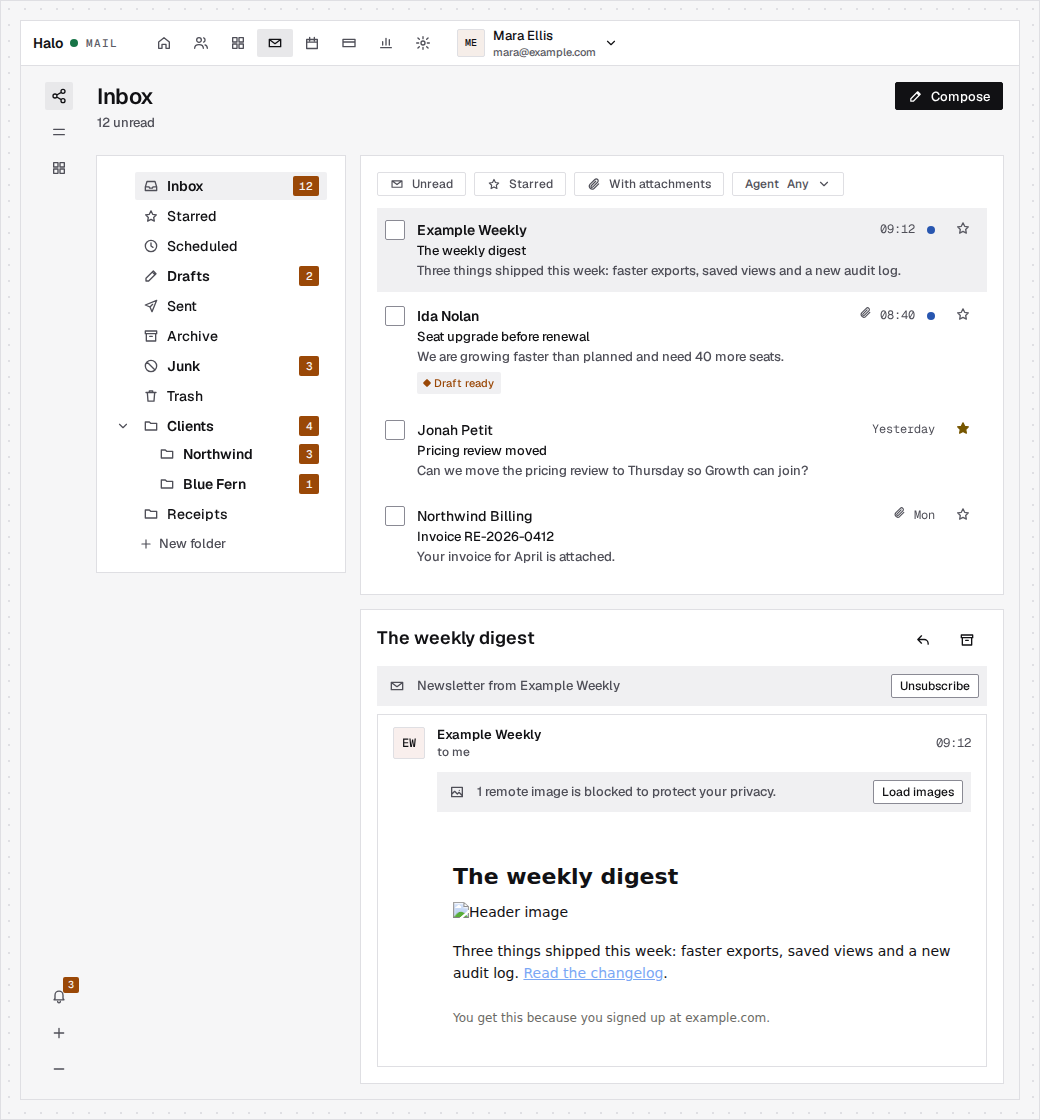 Halo MAIL
ME
Mara Ellis
mara@example.com
Inbox
12 unread
Compose
Inbox 12
Starred
Scheduled
Drafts 2
Sent
Archive
Junk 3
Trash
Clients 4
Northwind 3
Blue Fern 1
Receipts
New folder
Unread Starred With attachments Agent Any
Example Weekly 09:12
The weekly digest
Three things shipped this week: faster exports, saved views and a new audit log.
Ida Nolan 08:40
Seat upgrade before renewal
We are growing faster than planned and need 40 more seats.
Draft ready
Jonah Petit Yesterday
Pricing review moved
Can we move the pricing review to Thursday so Growth can join?
Northwind Billing Mon
Invoice RE-2026-0412
Your invoice for April is attached.
The weekly digest
Newsletter from Example Weekly Unsubscribe
EW
Example Weekly 09:12
to me
1 remote image is blocked to protect your privacy. Load images
The weekly digest
Header image
Three things shipped this week: faster exports, saved views and a new
audit log. Read the changelog.
You get this because you signed up at example.com.
3